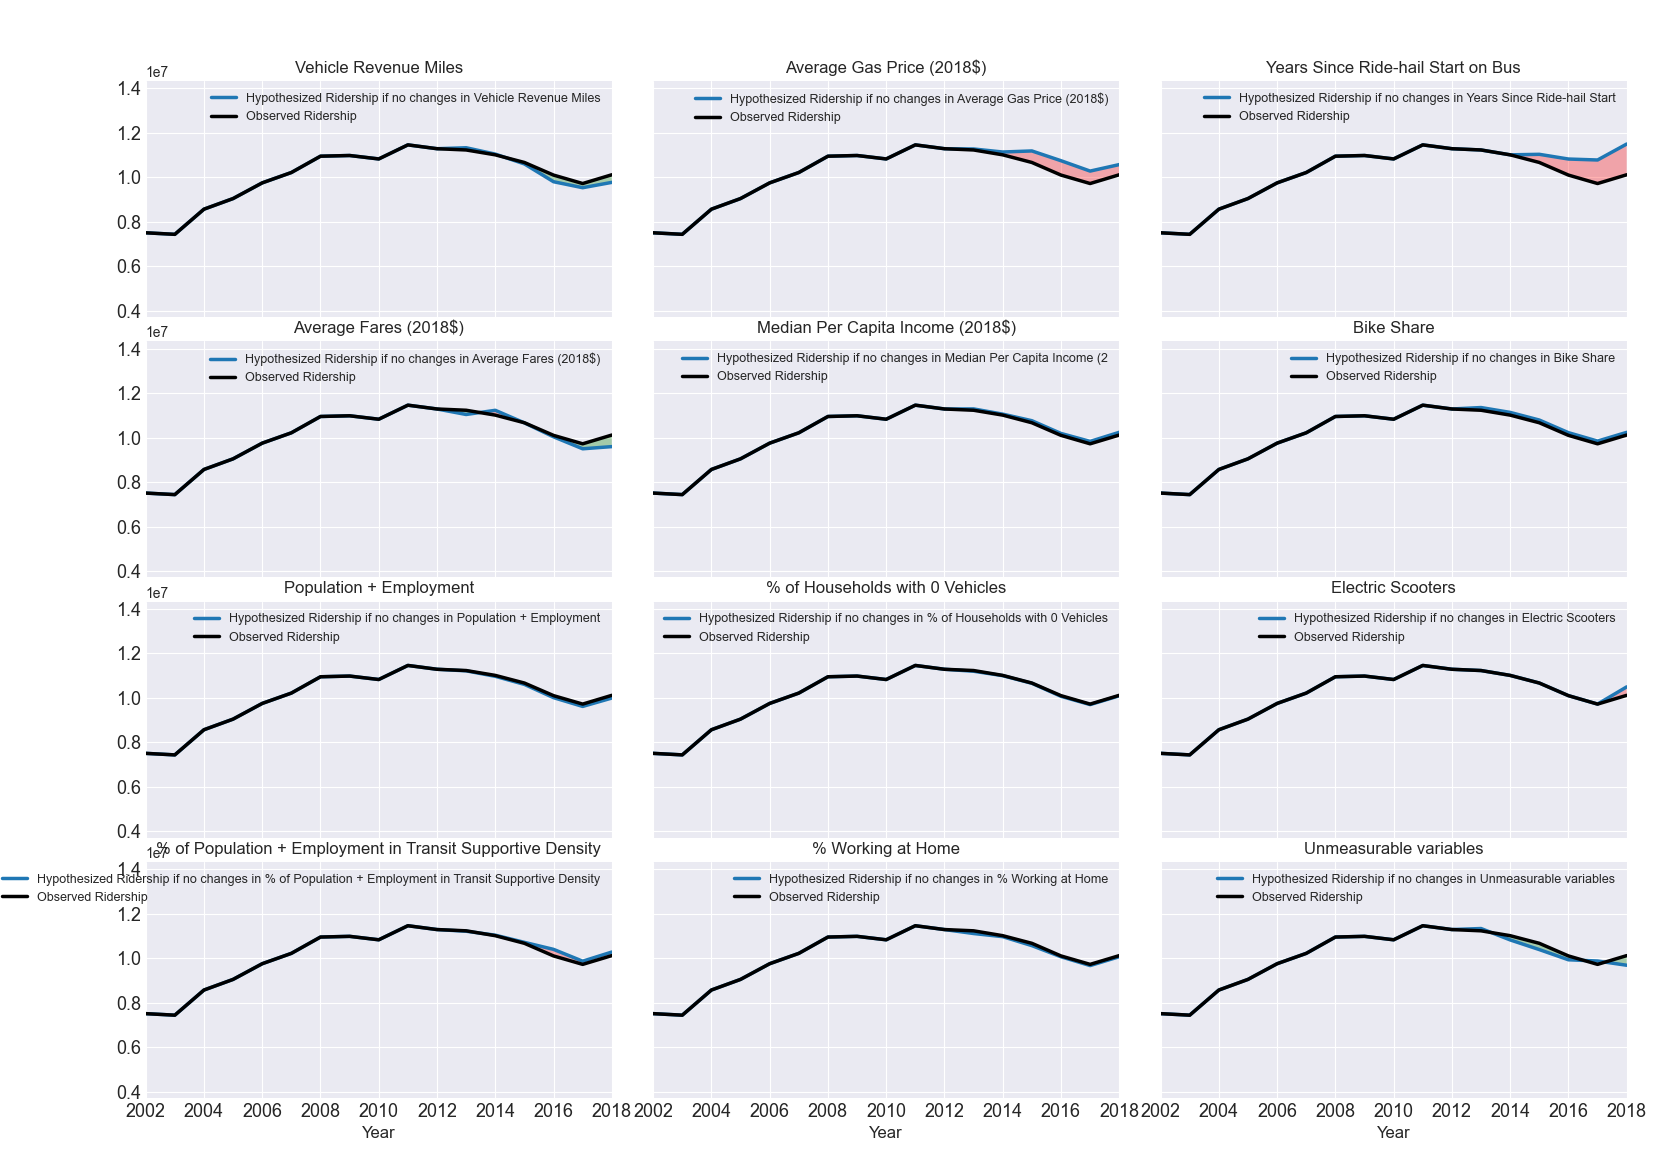 Vehicle Revenue Miles
1e7
1.4
1.2
1.0
0.8
0.6
0.4
Hypothesized Ridership if no changes in Vehicle Revenue Miles
Observed Ridership
Average Gas Price (2018$)
Hypothesized Ridership if no changes in Average Gas Price (2018$)
Observed Ridership
Years Since Ride-hail Start on Bus
Hypothesized Ridership if no changes in Years Since Ride-hail Start
Observed Ridership
Average Fares (2018$)
1e7
1.4
1.2
1.0
0.8
0.6
0.4
Hypothesized Ridership if no changes in Average Fares (2018$)
Observed Ridership
Median Per Capita Income (2018$)
Hypothesized Ridership if no changes in Median Per Capita Income (2
Observed Ridership
Bike Share
Hypothesized Ridership if no changes in Bike Share
Observed Ridership
Population + Employment
1e7
1.4
1.2
1.0
0.8
0.6
0.4
Hypothesized Ridership if no changes in Population + Employment
Observed Ridership
% of Households with 0 Vehicles
Hypothesized Ridership if no changes in % of Households with 0 Vehicles
Observed Ridership
Electric Scooters
Hypothesized Ridership if no changes in Electric Scooters
Observed Ridership
% of Population + Employment in Transit Supportive Density
1e7
1.4
1.2
1.0
0.8
0.6
0.4
Hypothesized Ridership if no changes in % of Population + Employment in Transit Supportive Density
Observed Ridership
2002 2004 2006 2008 2010 2012 2014 2016 2018
Year
% Working at Home
Hypothesized Ridership if no changes in % Working at Home
Observed Ridership
2002 2004 2006 2008 2010 2012 2014 2016 2018
Year
Unmeasurable variables
Hypothesized Ridership if no changes in Unmeasurable variables
Observed Ridership
2002 2004 2006 2008 2010 2012 2014 2016 2018
Year